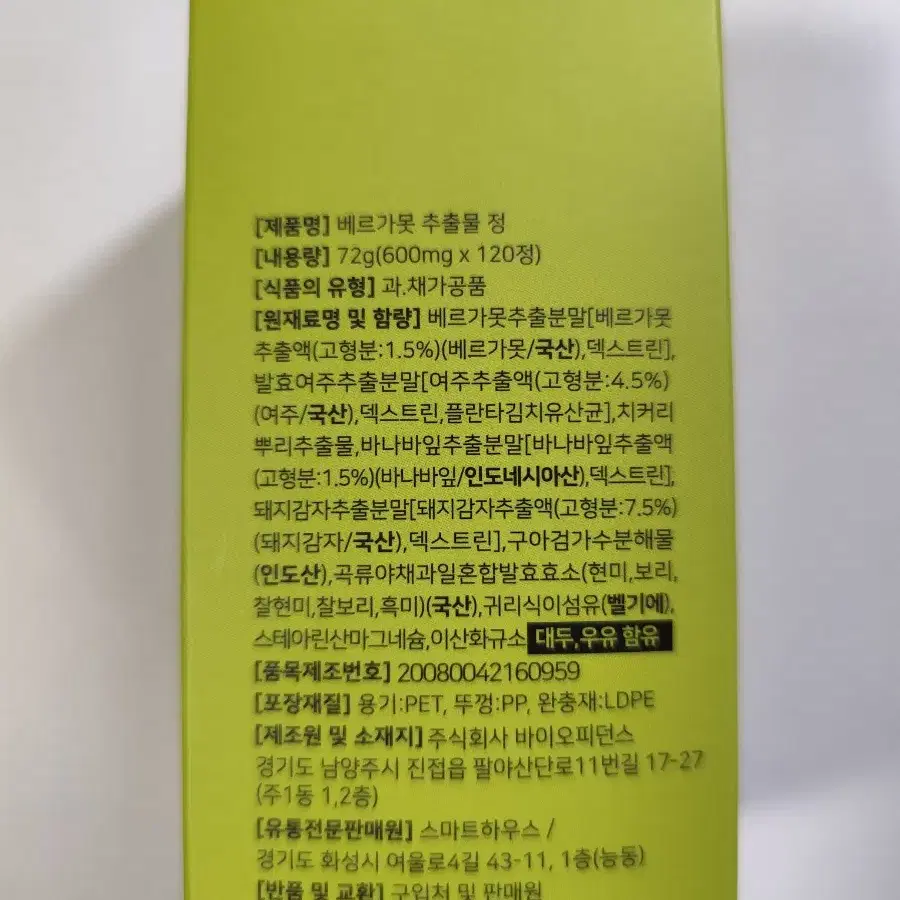 [제품명] 베르가못 추출물 정
[내용량] 72g(600mg x 120정)
[식품의 유형] 과.채가공품
[원재료명 및 함량] 베르가못추출분말[베르가못
추출액(고형분:1.5%)(베르가못/국산),덱스트린],
발효여주추출분말[여주추출액(고형분:4.5%)
(여주/국산),덱스트린,플란타김치유산균],치커리
뿌리추출물,바나바잎추출분말[바나바잎추출액
(고형분:1.5%)(바나바잎/인도네시아산),덱스트린],
돼지감자추출분말[돼지감자추출액(고형분:7.5%)
(돼지감자/국산),덱스트린],구아검가수분해물
(인도산),곡류야채과일혼합발효효소(현미,보리,
찰현미,찰보리,흑미)(국산),귀리식이섬유(벨기에),
스테아린산마그네슘,이산화규소 대두,우유 함유
[품목제조번호] 20080042160959
[포장재질] 용기:PET, 뚜껑:PP, 완충재:LDPE
[제조원 및 소재지] 주식회사 바이오피던스
경기도 남양주시 진접읍 팔야산단로11번길 17-27
(주1동 1,2층)
[유통전문판매원] 스마트하우스 /
경기도 화성시 여울로4길 43-11, 1층(능동)
[반품 및 교환] 구입처 및 판매원